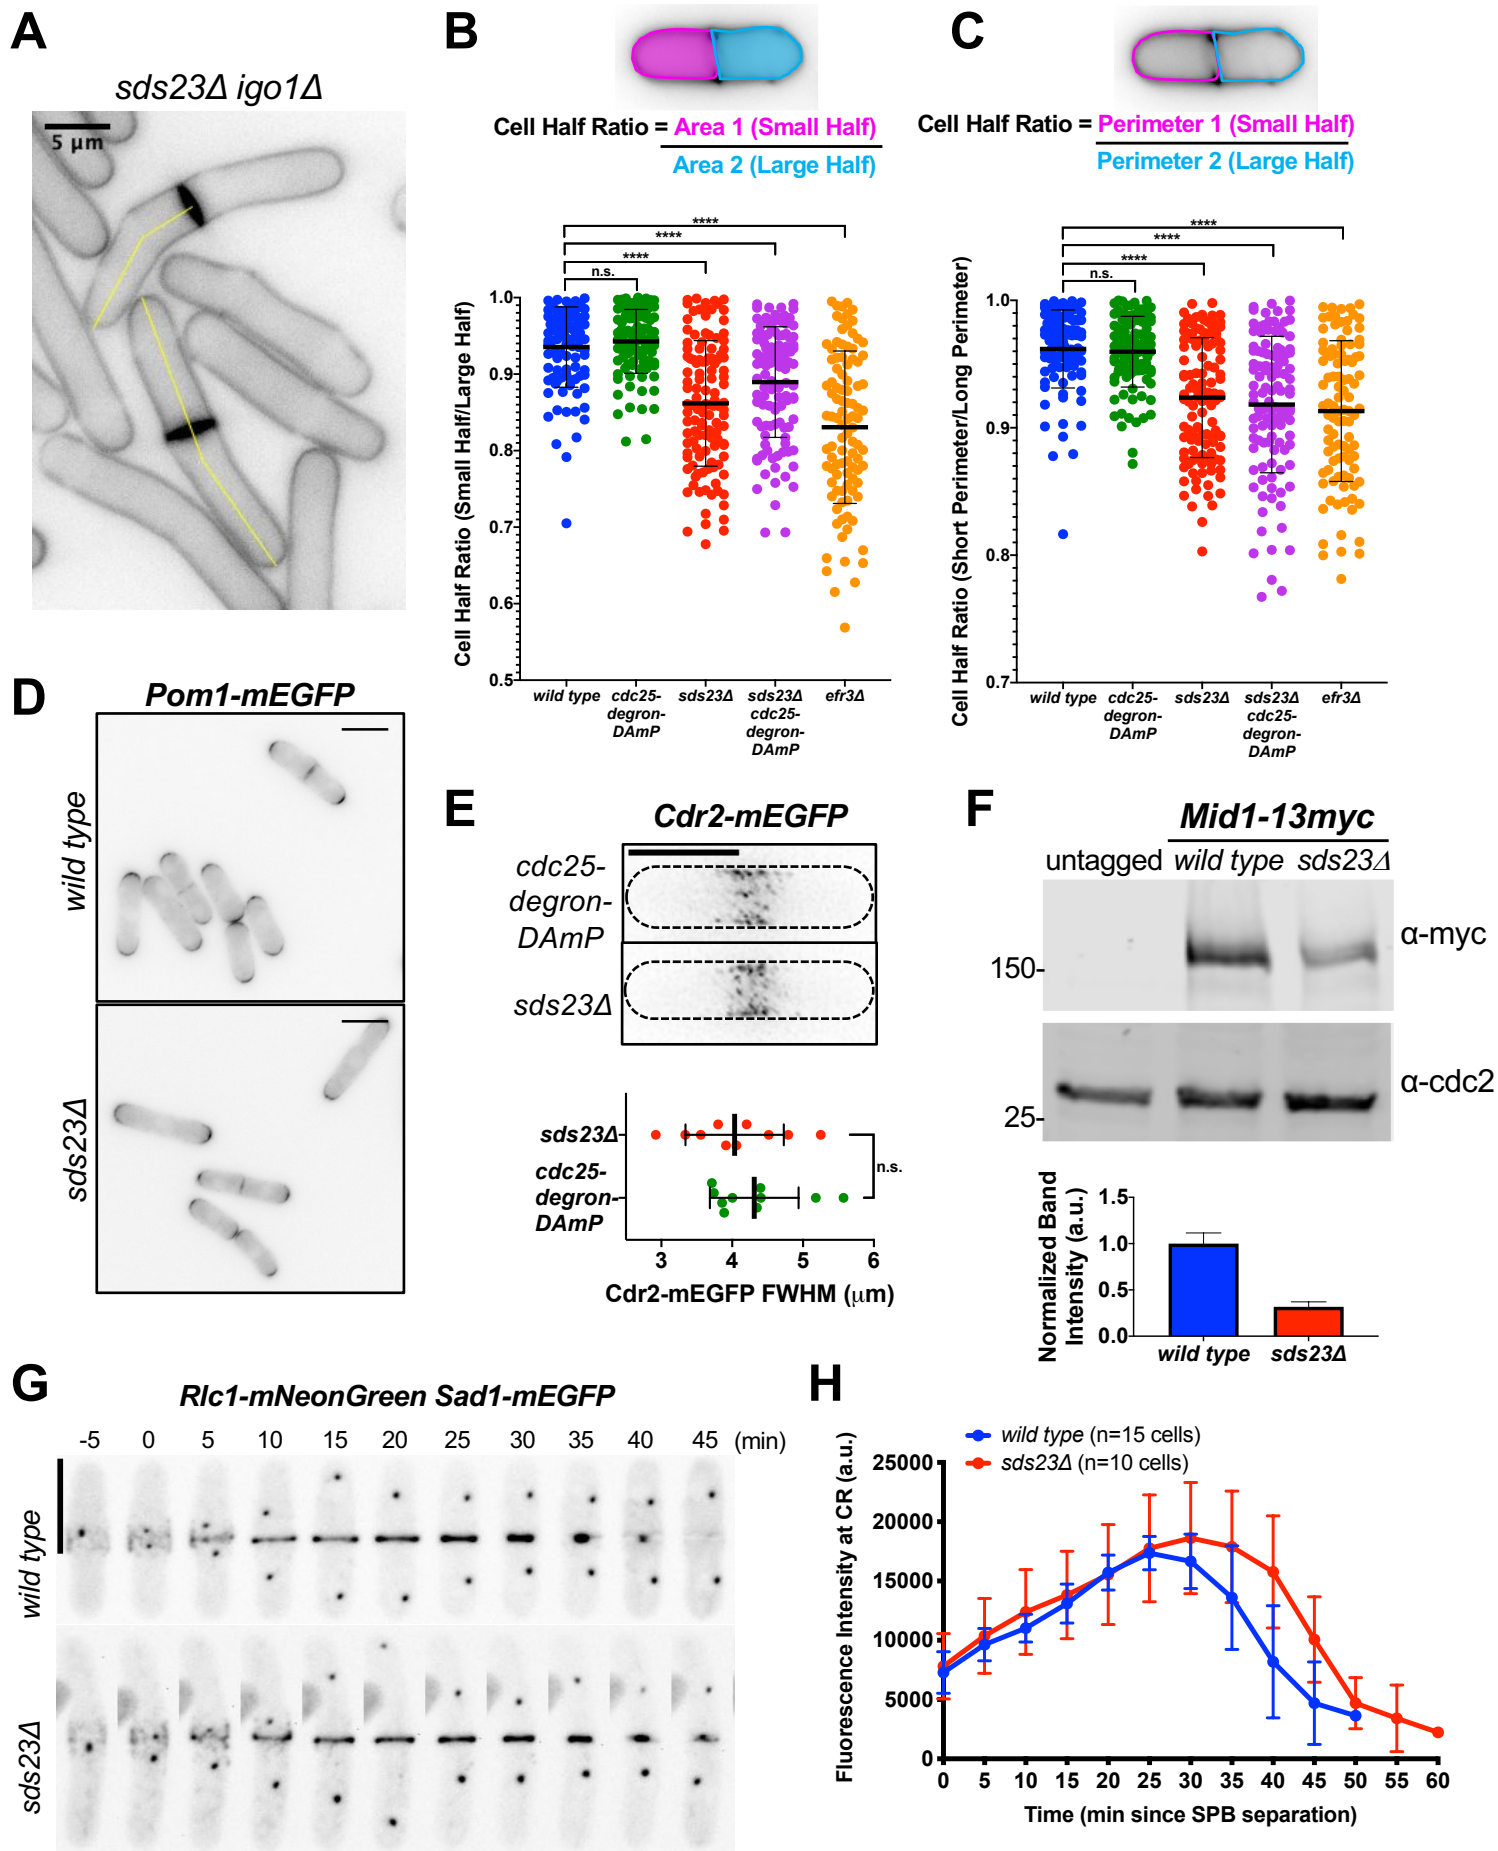 A
sds23Δ igo1Δ
5 μm
B
Cell Half Ratio = Area 1 (Small Half)
Area 2 (Large Half)
****
****
****
n.s.
Cell Half Ratio (Small Half/Large Half)
1.0
0.9
0.8
0.7
0.6
0.5
wild type
cdc25-
degron-
DAmP
sds23Δ
sds23Δ
cdc25-
degron-
DAmP
efr3Δ
C
Cell Half Ratio = Perimeter 1 (Small Half)
Perimeter 2 (Large Half)
****
****
****
n.s.
Cell Half Ratio (Short Perimeter/Long Perimeter)
1.0
0.9
0.8
0.7
wild type
cdc25-
degron-
DAmP
sds23Δ
sds23Δ
cdc25-
degron-
DAmP
efr3Δ
D
Pom1-mEGFP
wild type
sds23Δ
E
Cdr2-mEGFP
cdc25-
degron-
DAmP
sds23Δ
sds23Δ
cdc25-
degron-
DAmP
n.s.
3 4 5 6
Cdr2-mEGFP FWHM (μm)
F
Mid1-13myc
untagged wild type sds23Δ
α-myc
150-
α-cdc2
25-
Normalized Band
Intensity (a.u.)
1.5
1.0
0.5
0.0
wild type sds23Δ
G
Rlc1-mNeonGreen Sad1-mEGFP
-5 0 5 10 15 20 25 30 35 40 45 (min)
wild type
sds23Δ
H
wild type (n=15 cells)
sds23Δ (n=10 cells)
Fluorescence Intensity at CR (a.u.)
25000
20000
15000
10000
5000
0
0 5 10 15 20 25 30 35 40 45 50 55 60
Time (min since SPB separation)